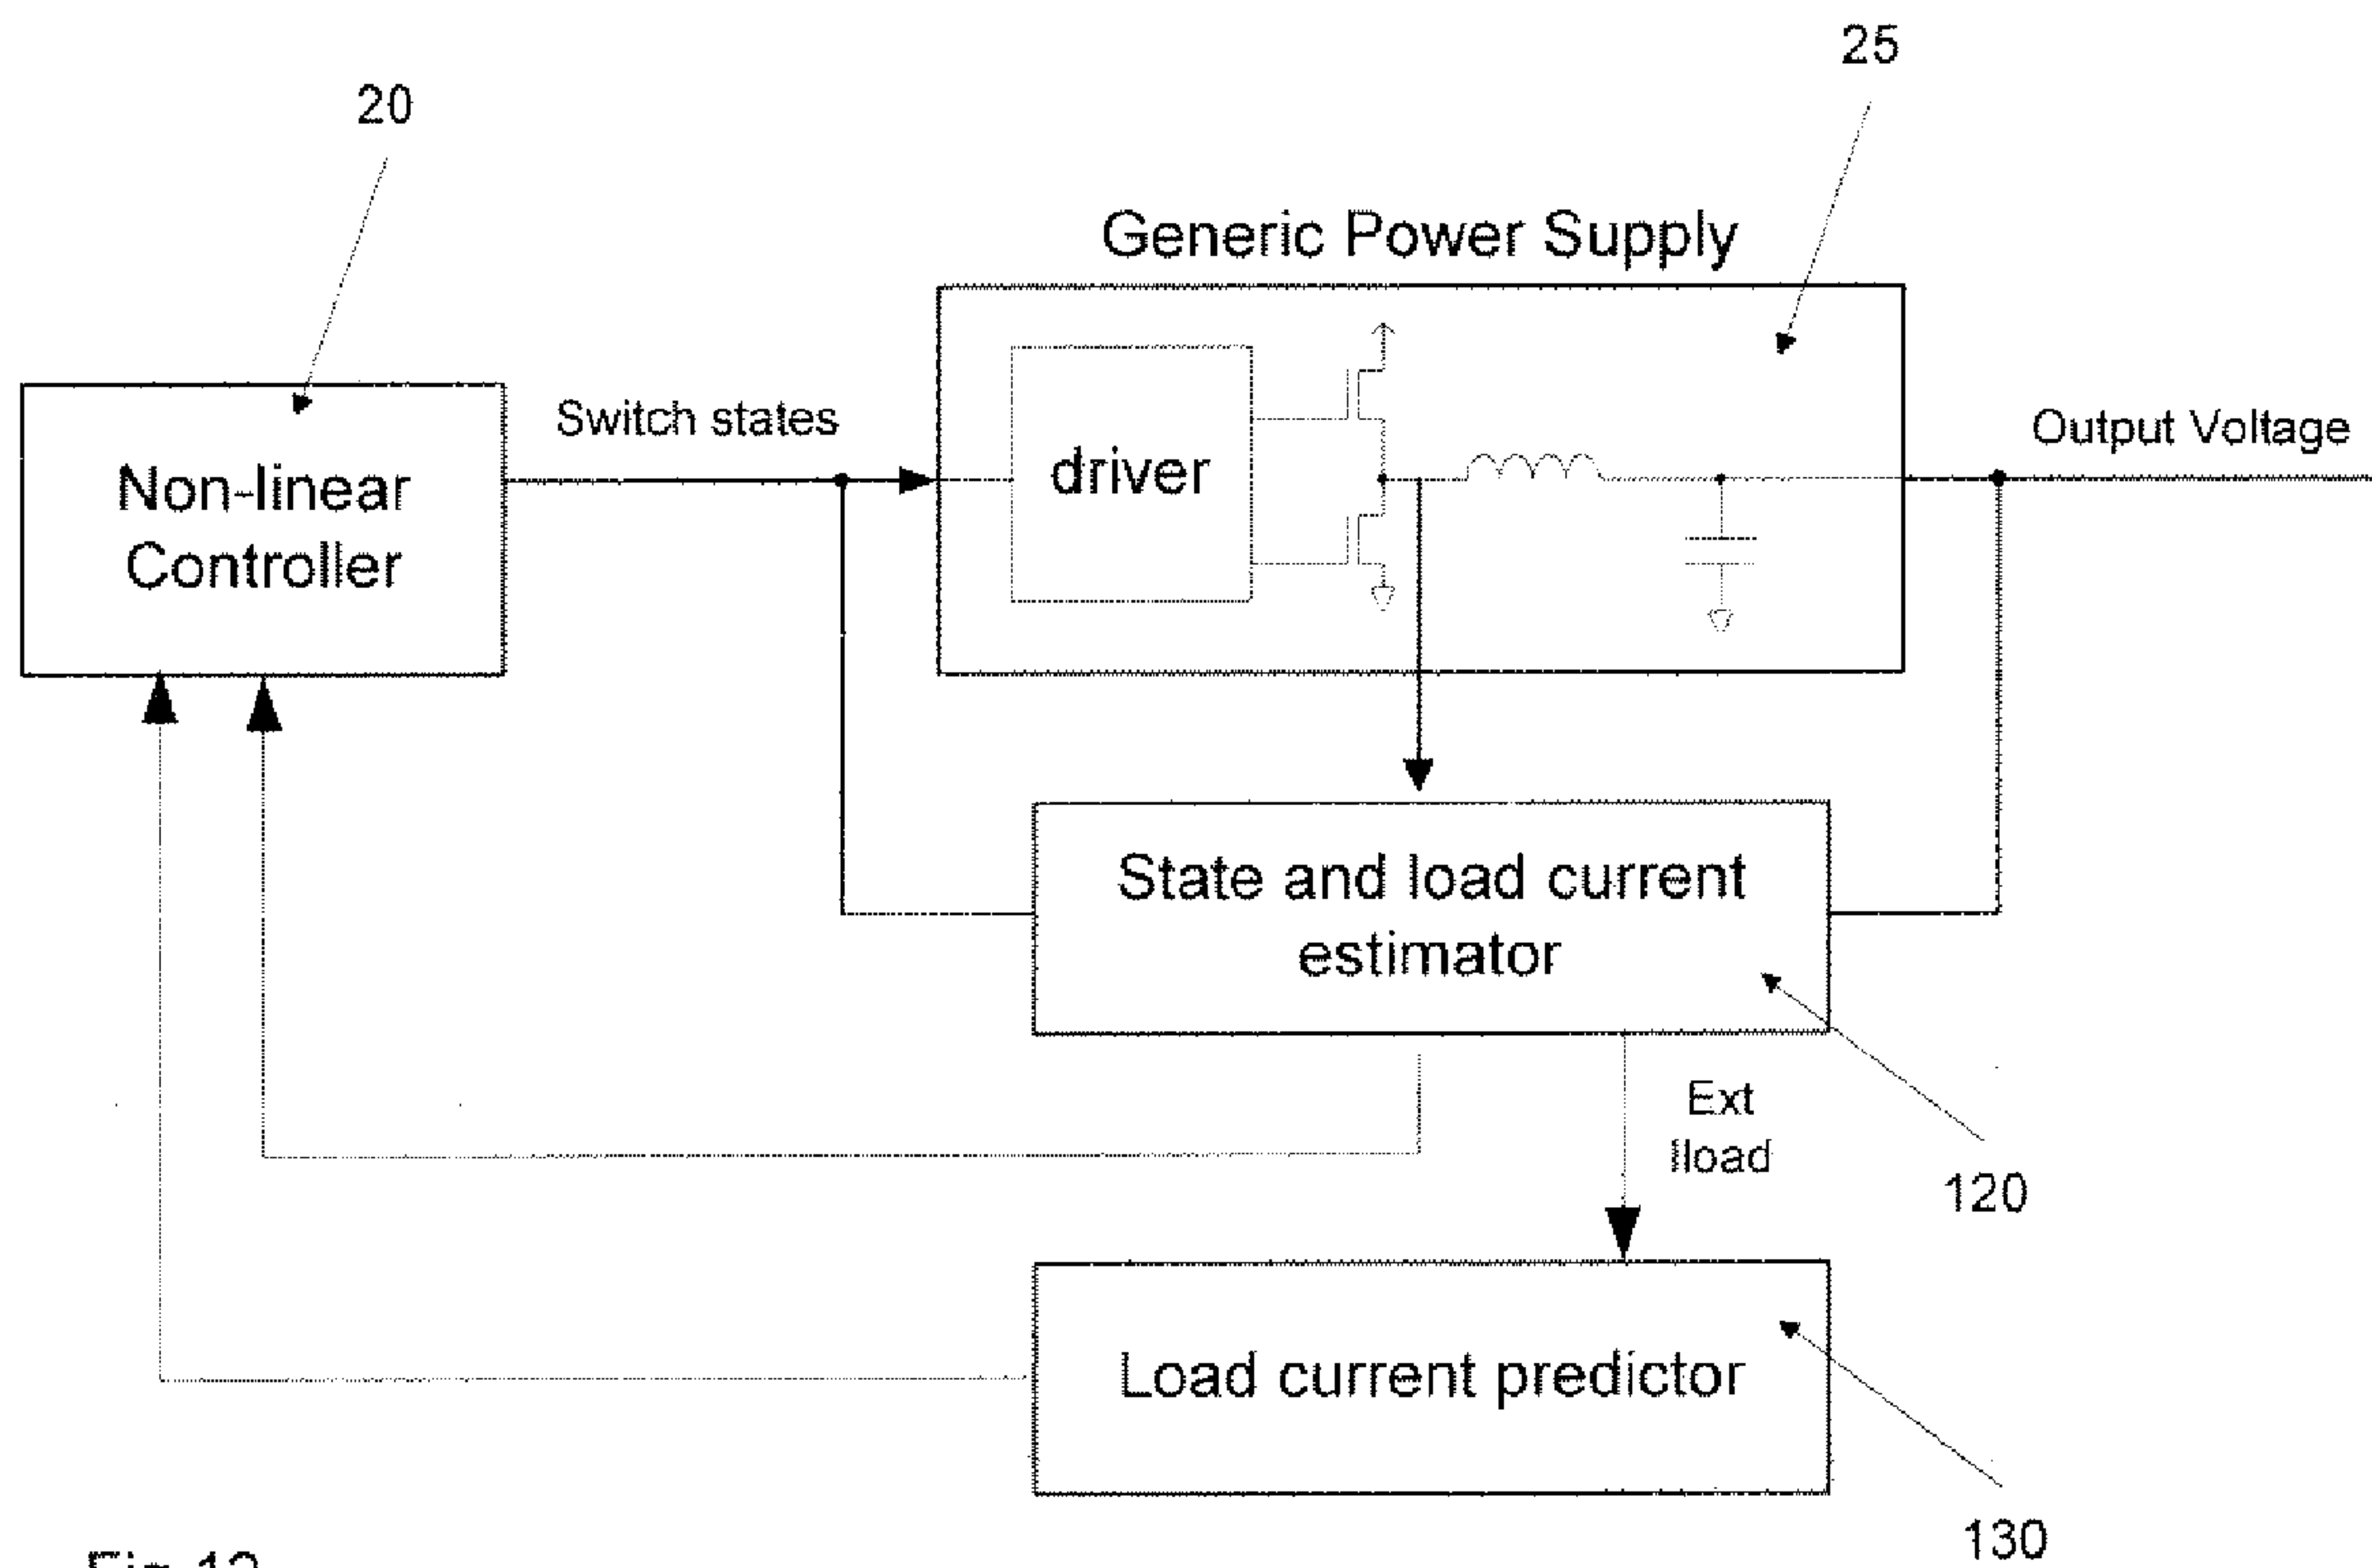 25
20
Generic Power Supply
Switch states
Output Voltage
Non-linear
Controller
driver
State and load current
estimator
Ext
Iload
120
Load current predictor
130